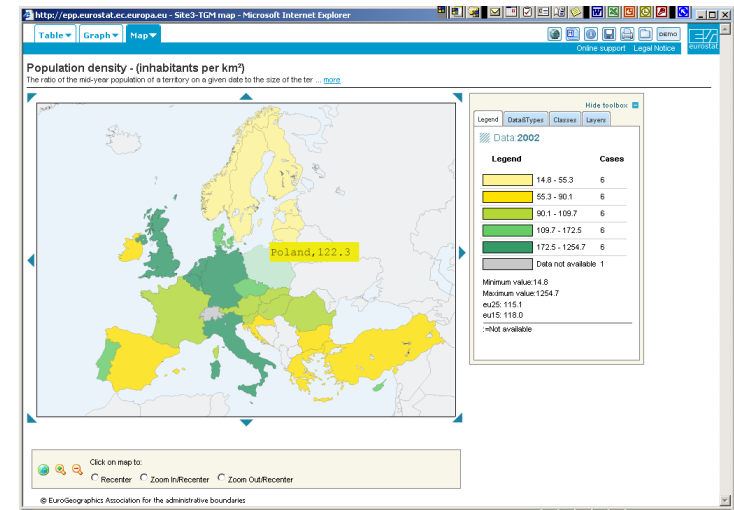 http://epp.eurostat.ec.europa.eu - Site3-TGM map - Microsoft Internet Explorer
Table Graph Map
DEMO
eurostat
Online support Legal Notice
Population density - (inhabitants per km²)
The ratio of the mid-year population of a territory on a given date to the size of the ter ... more
Hide toolbox
Legend Data&Types Classes Layers
Data:2002
Legend Cases
14.8 - 55.3 6
55.3 - 90.1 6
90.1 - 109.7 6
109.7 - 172.5 6
172.5 - 1254.7 6
Data not available 1
Minimum value:14.8
Maximum value:1254.7
eu25: 115.1
eu15: 118.0
:=Not available
Poland,122.3
Click on map to:
Recenter Zoom In/Recenter Zoom Out/Recenter
© EuroGeographics Association for the administrative boundaries